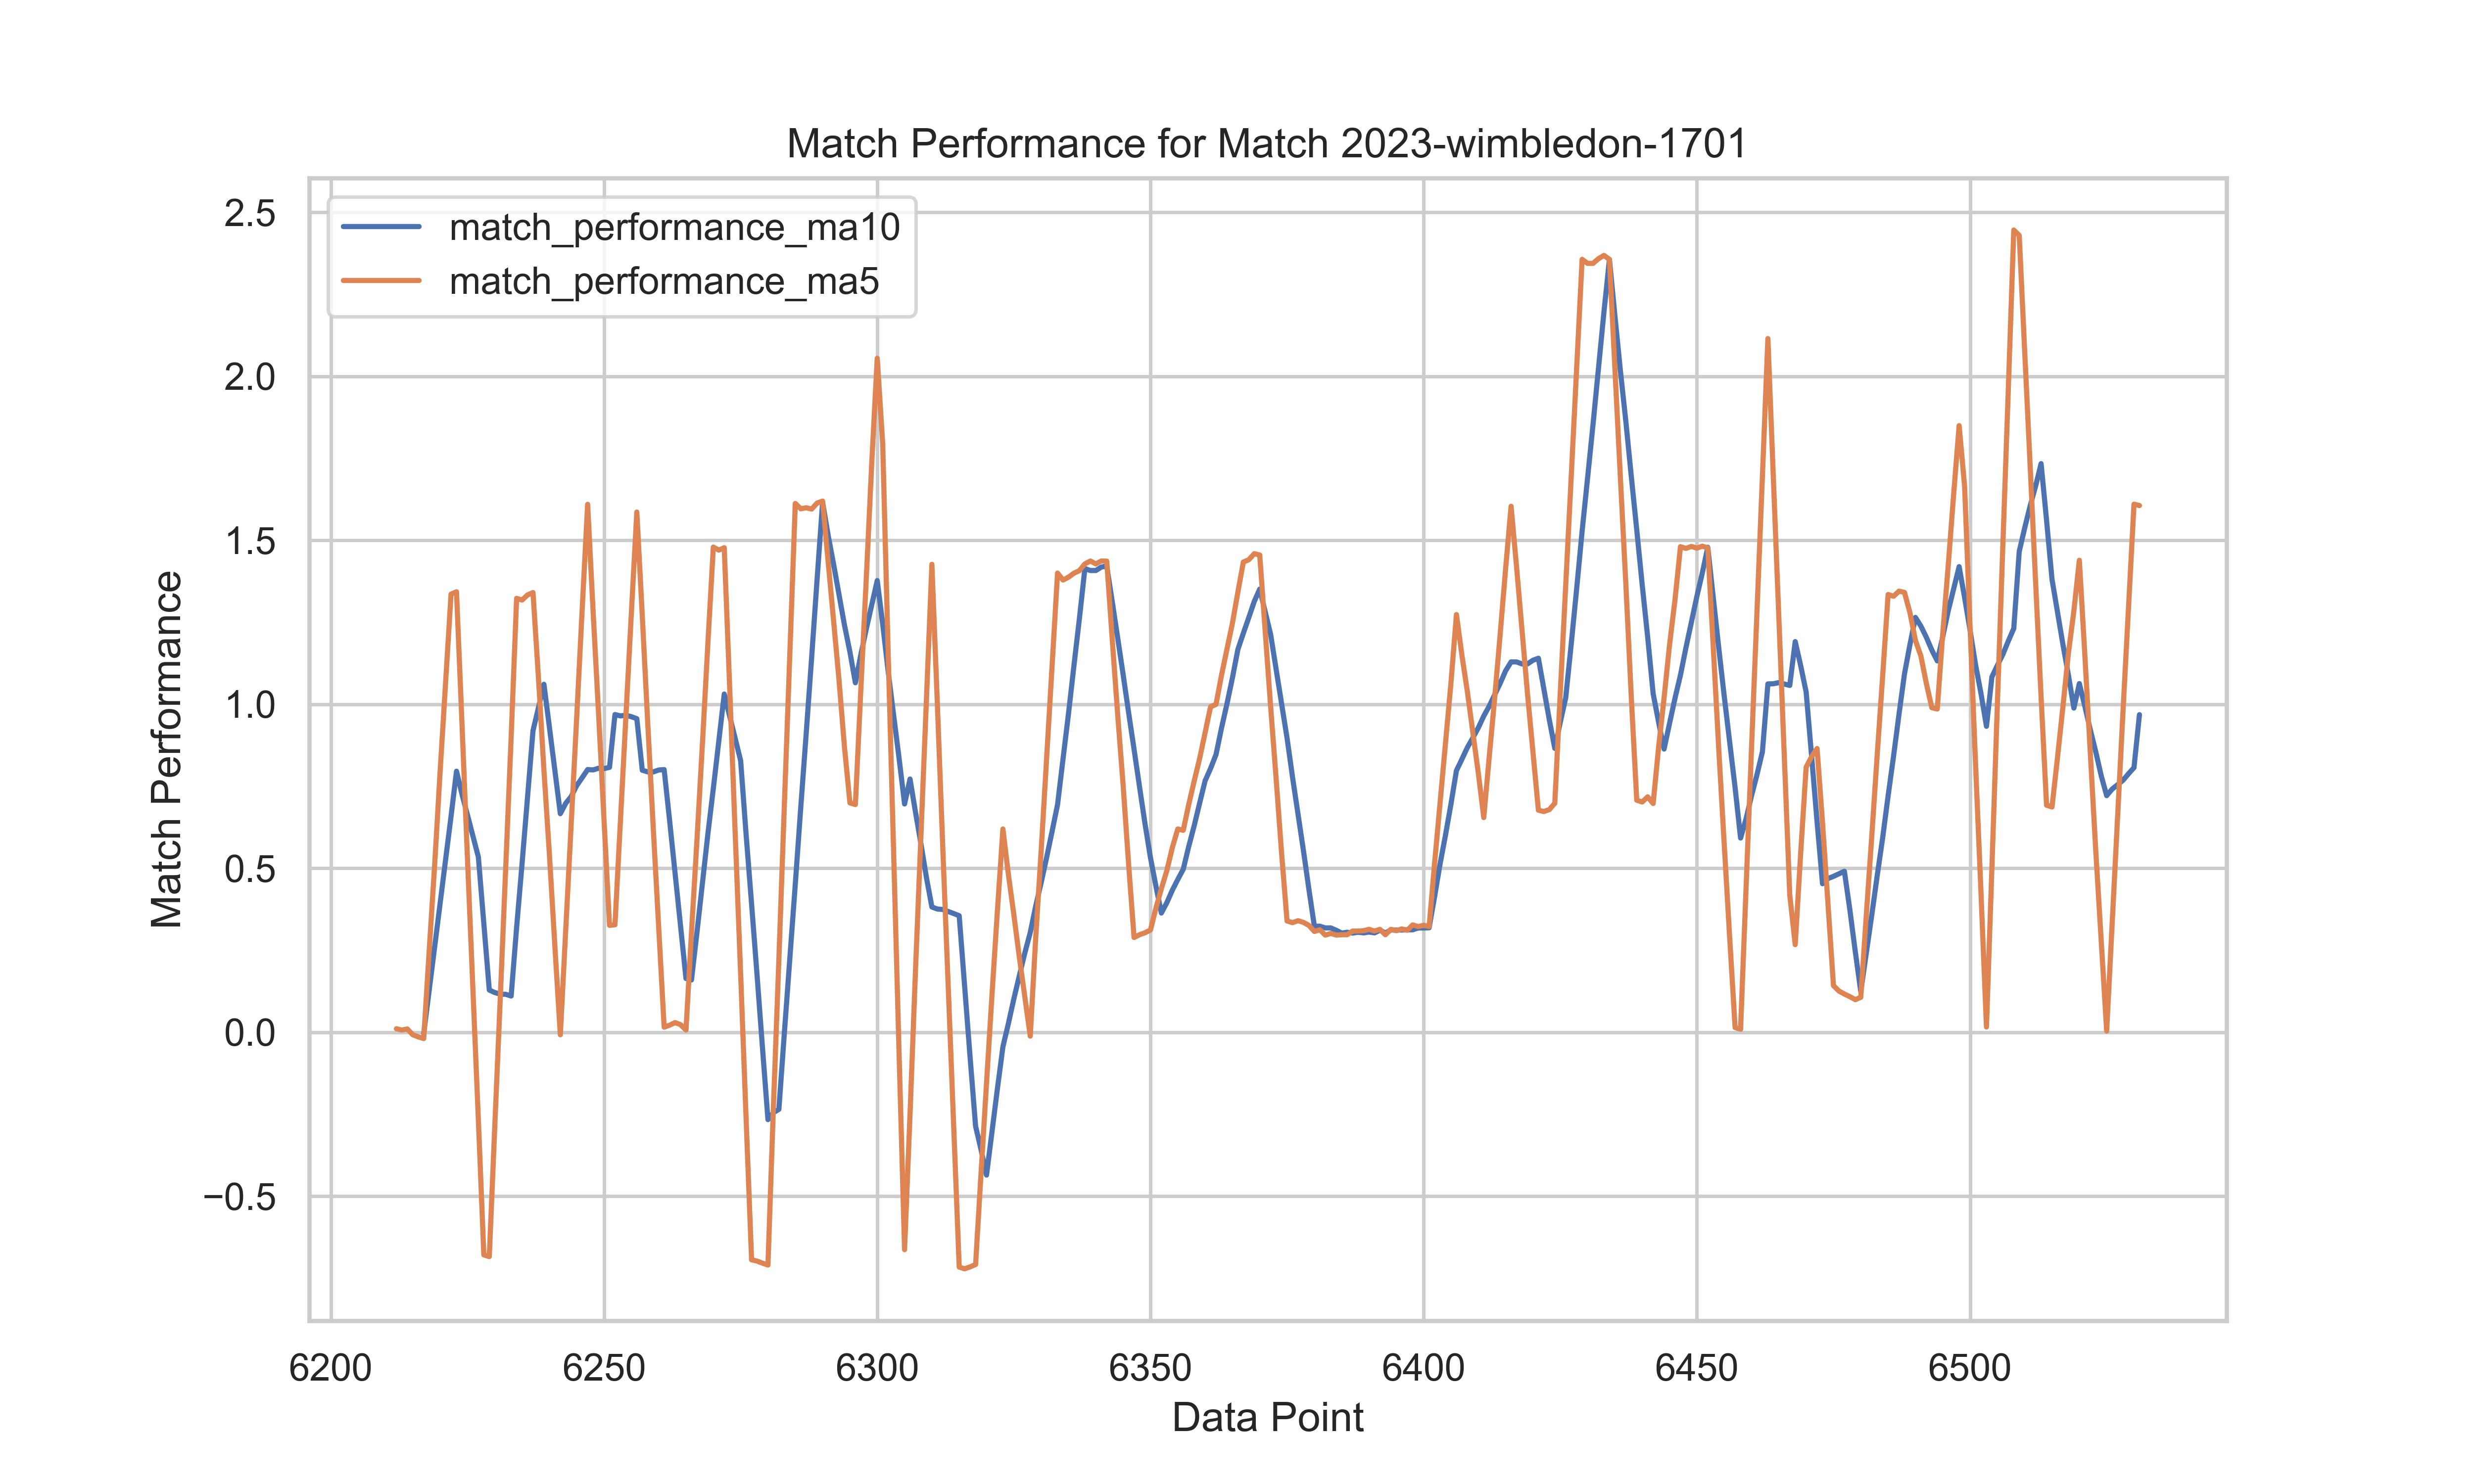 Match Performance for Match 2023-wimbledon-1701
match_performance_ma10
match_performance_ma5
2.5
2.0
1.5
1.0
0.5
0.0
−0.5
Match Performance
6200 6250 6300 6350 6400 6450 6500
Data Point